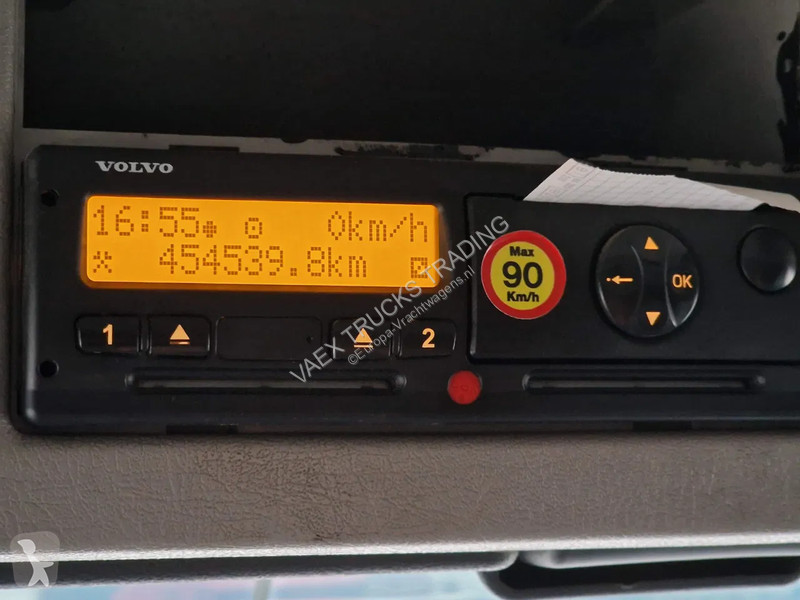 VOLVO
16:55 0km/h
454539.8km
1 2
Max
90
Km/h
OK
VAEX TRUCKS TRADING
©Europa-Vrachtwagens.nl